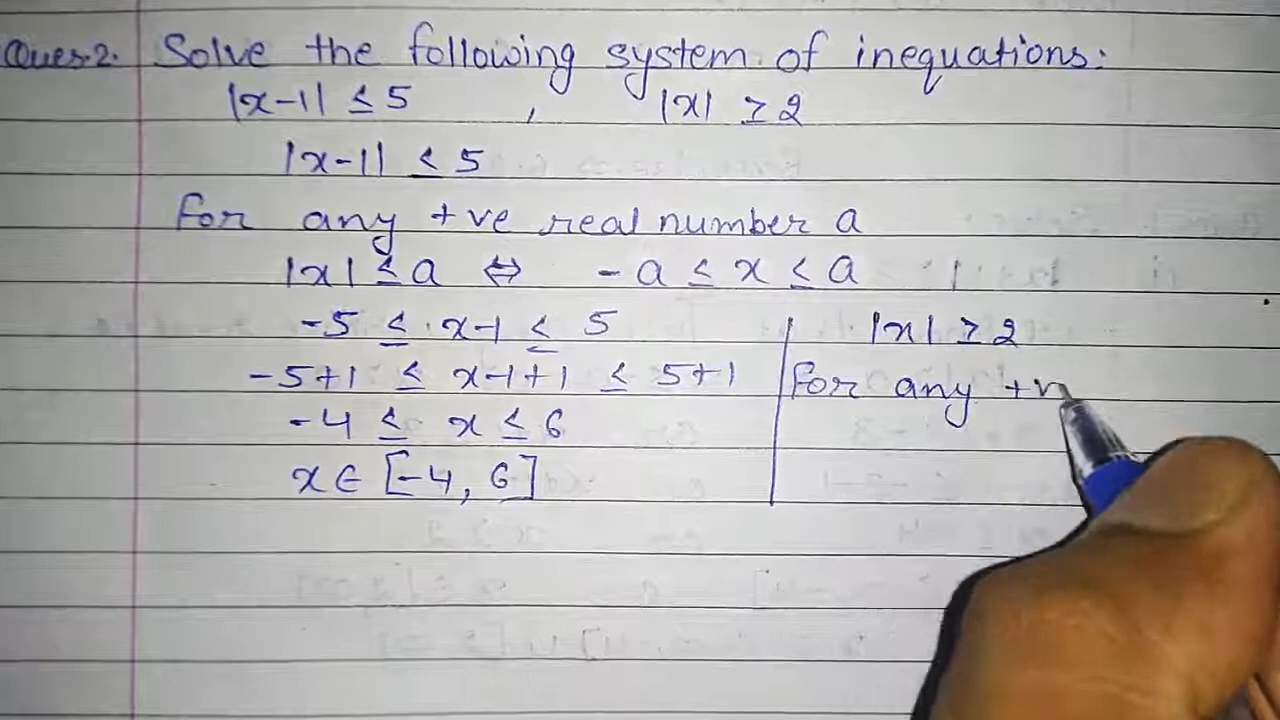 Ques.2. Solve the following system of inequations:
|x-1| ≤ 5 , |x| ≥ 2
|x-1| ≤ 5
For any +ve real number a
|x| ≤ a ⇔ -a ≤ x ≤ a
-5 ≤ x-1 ≤ 5
-5+1 ≤ x-1+1 ≤ 5+1
-4 ≤ x ≤ 6
x ∈ [-4, 6]
|x| ≥ 2
For any +v